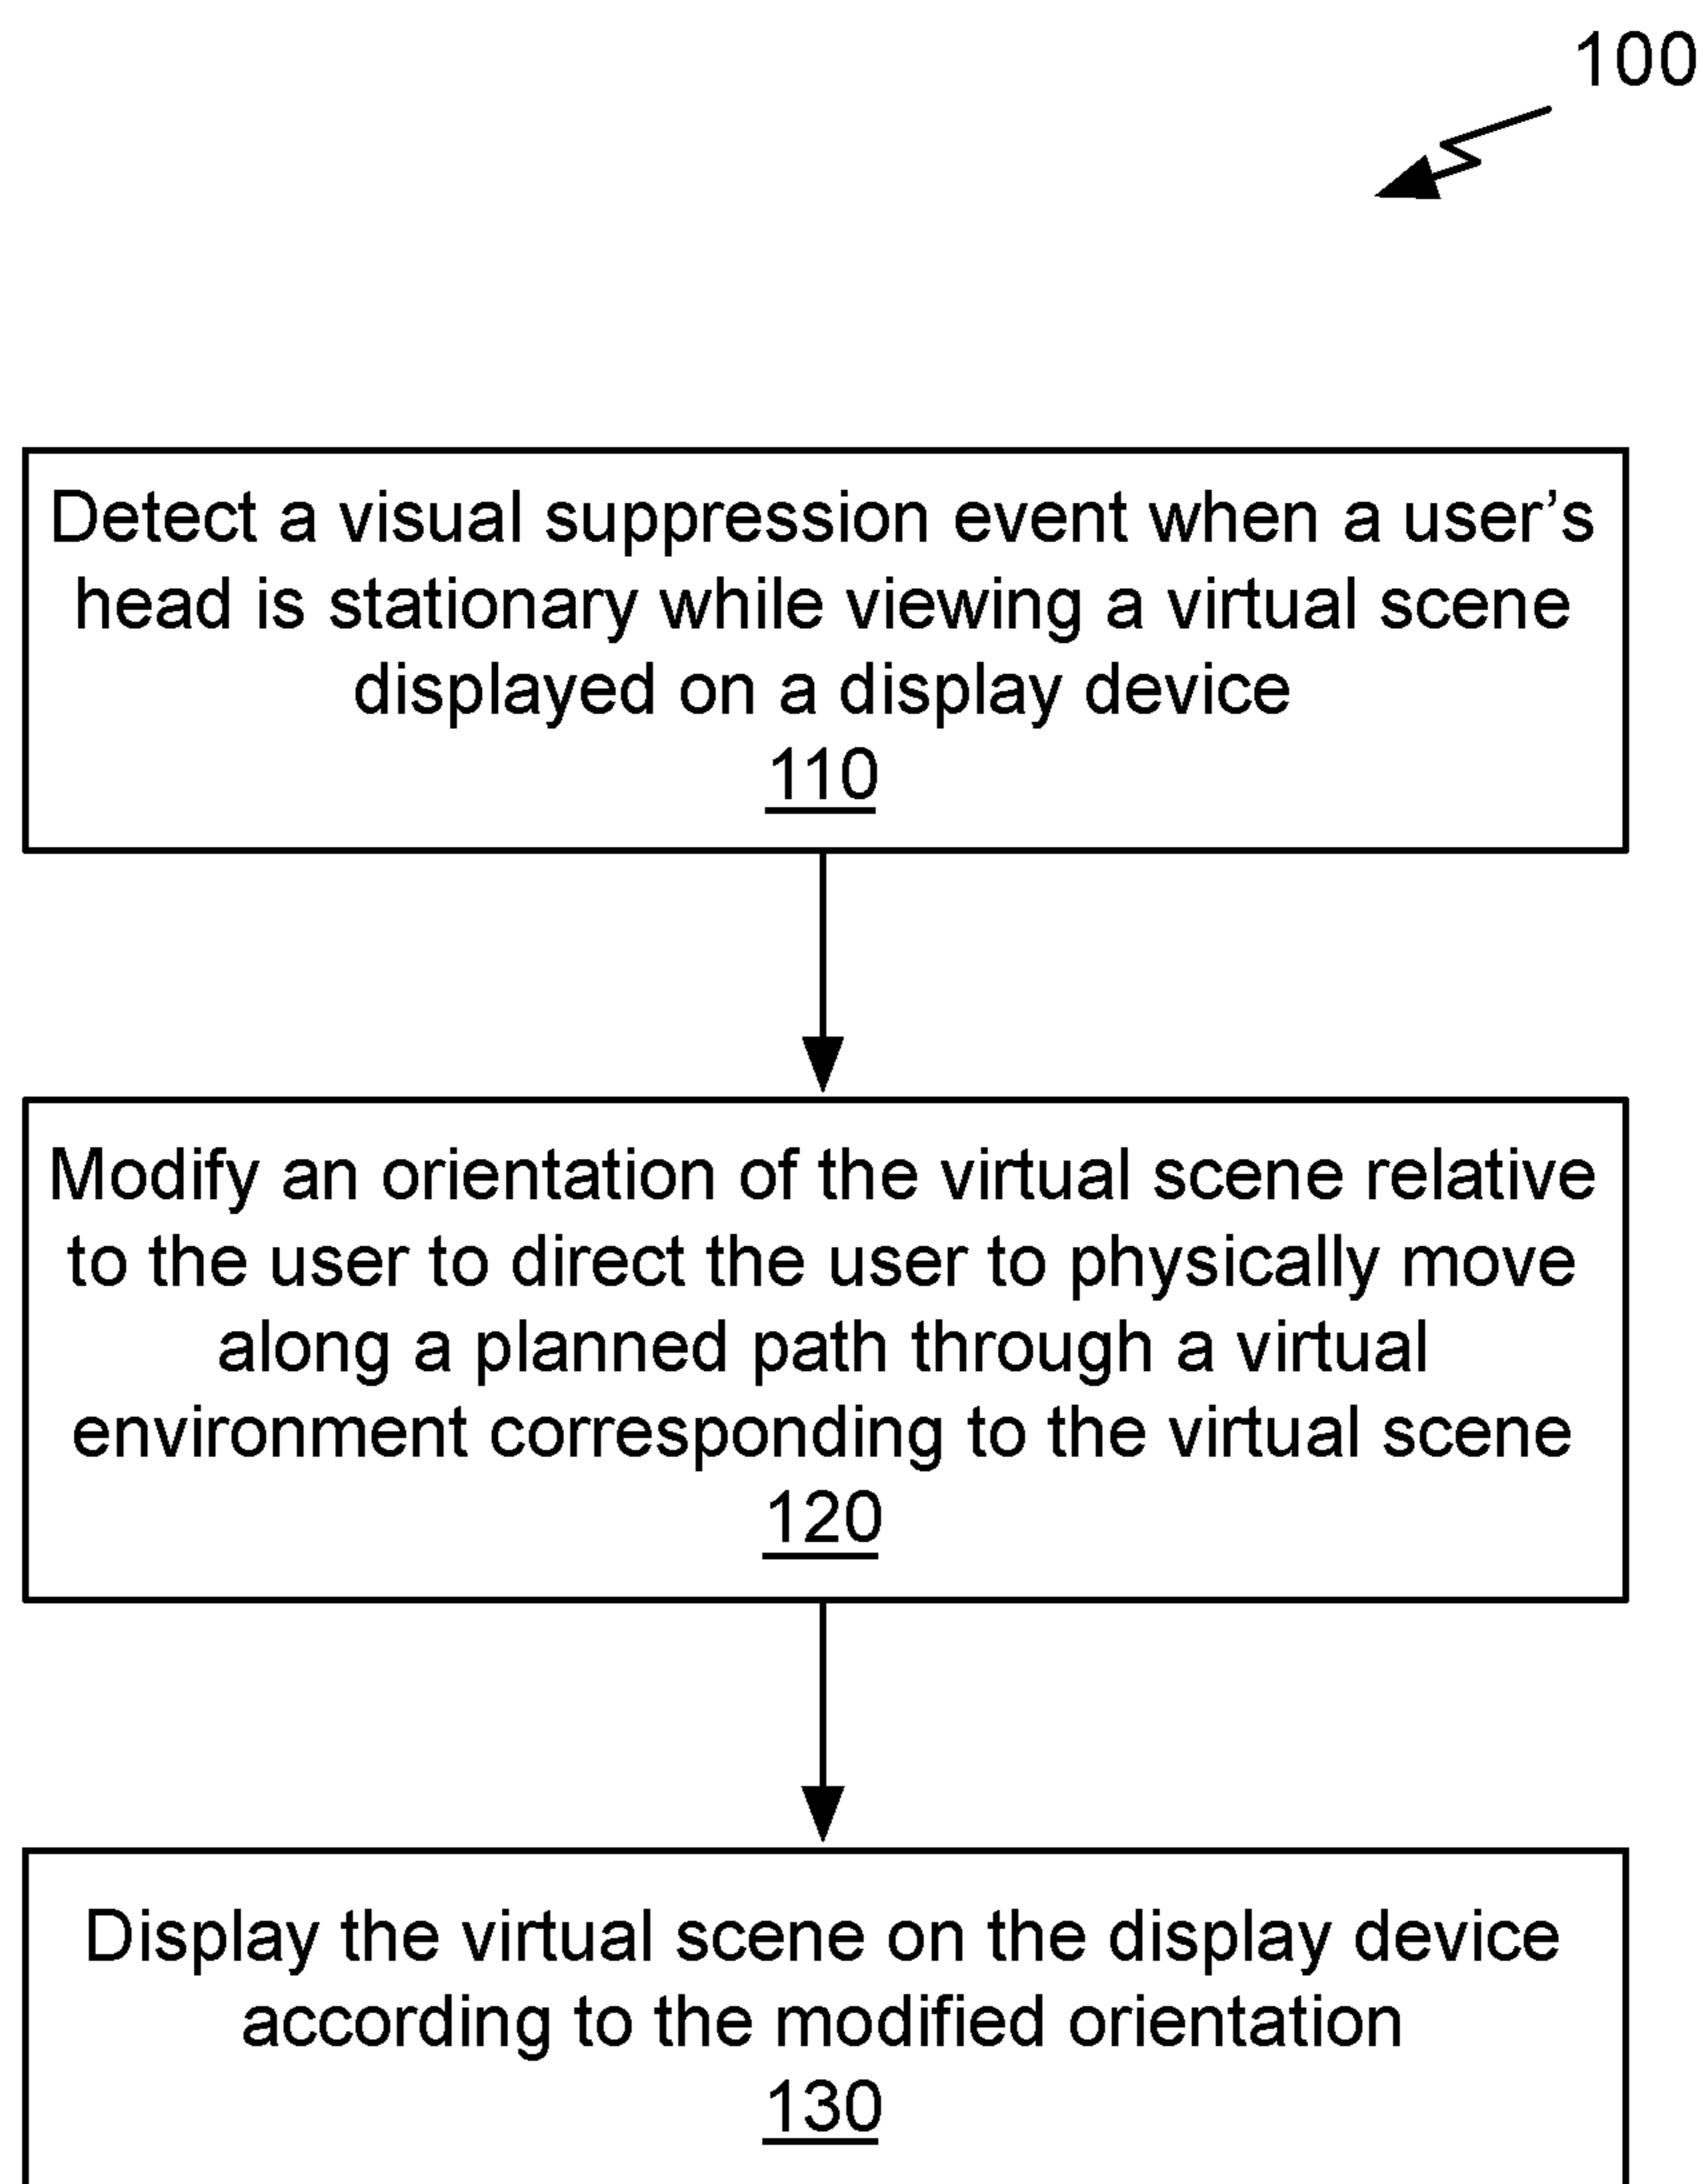 100
Detect a visual suppression event when a user’s
head is stationary while viewing a virtual scene
displayed on a display device
110
Modify an orientation of the virtual scene relative
to the user to direct the user to physically move
along a planned path through a virtual
environment corresponding to the virtual scene
120
Display the virtual scene on the display device
according to the modified orientation
130